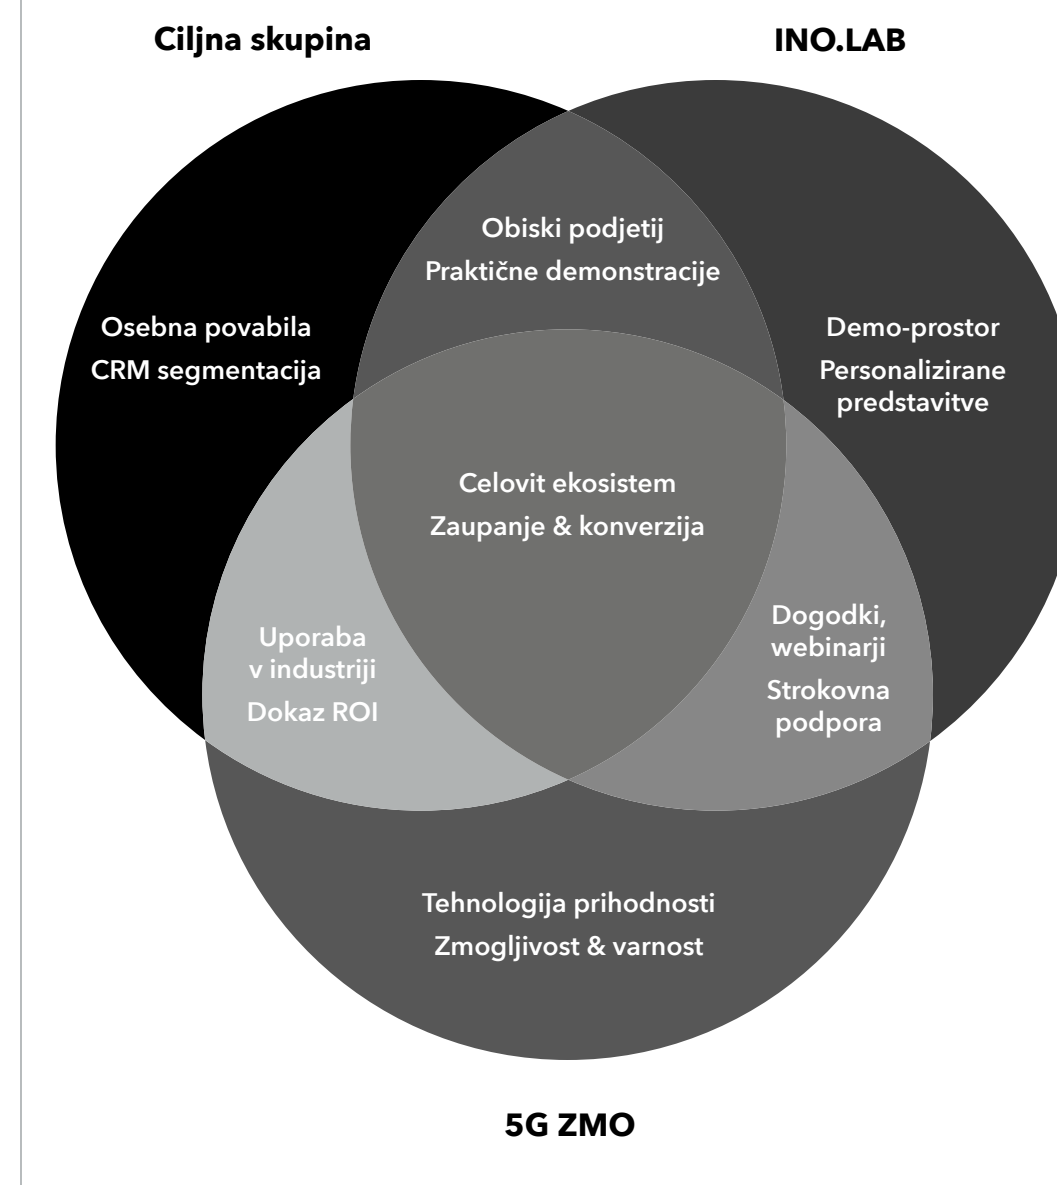 Ciljna skupina
INO.LAB
Obiski podjetij
Praktične demonstracije
Osebna povabila
CRM segmentacija
Demo-prostor
Personalizirane
predstavitve
Celovit ekosistem
Zaupanje & konverzija
Uporaba
v industriji
Dokaz ROI
Dogodki,
webinarji
Strokovna
podpora
Tehnologija prihodnosti
Zmogljivost & varnost
5G ZMO